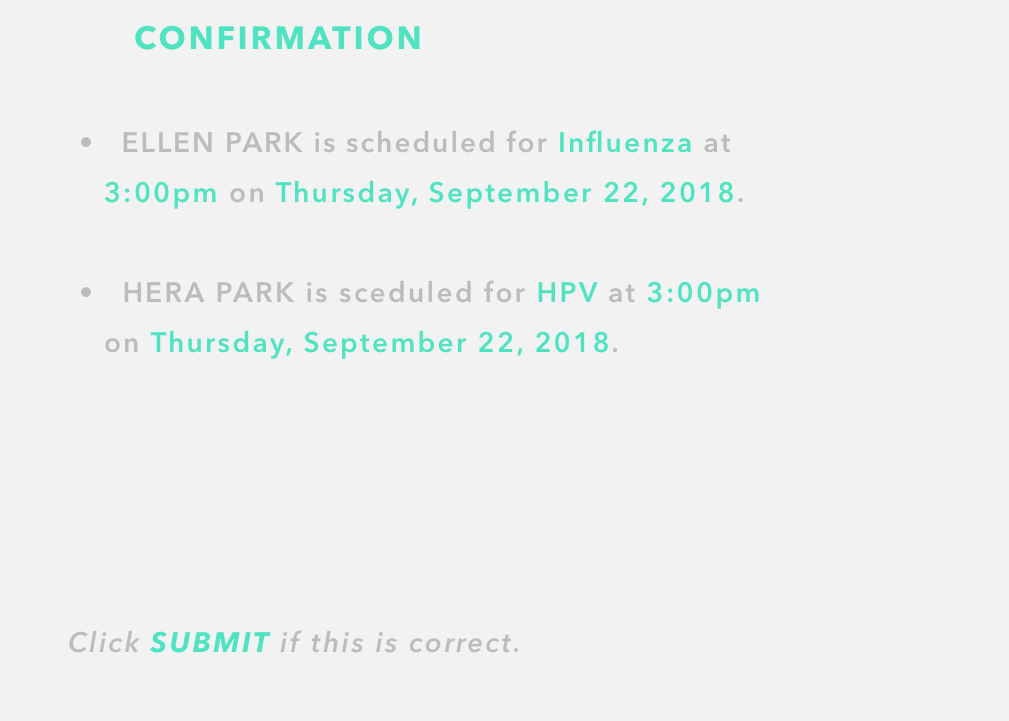 CONFIRMATION
• ELLEN PARK is scheduled for Influenza at
3:00pm on Thursday, September 22, 2018.
• HERA PARK is sceduled for HPV at 3:00pm
on Thursday, September 22, 2018.
Click SUBMIT if this is correct.